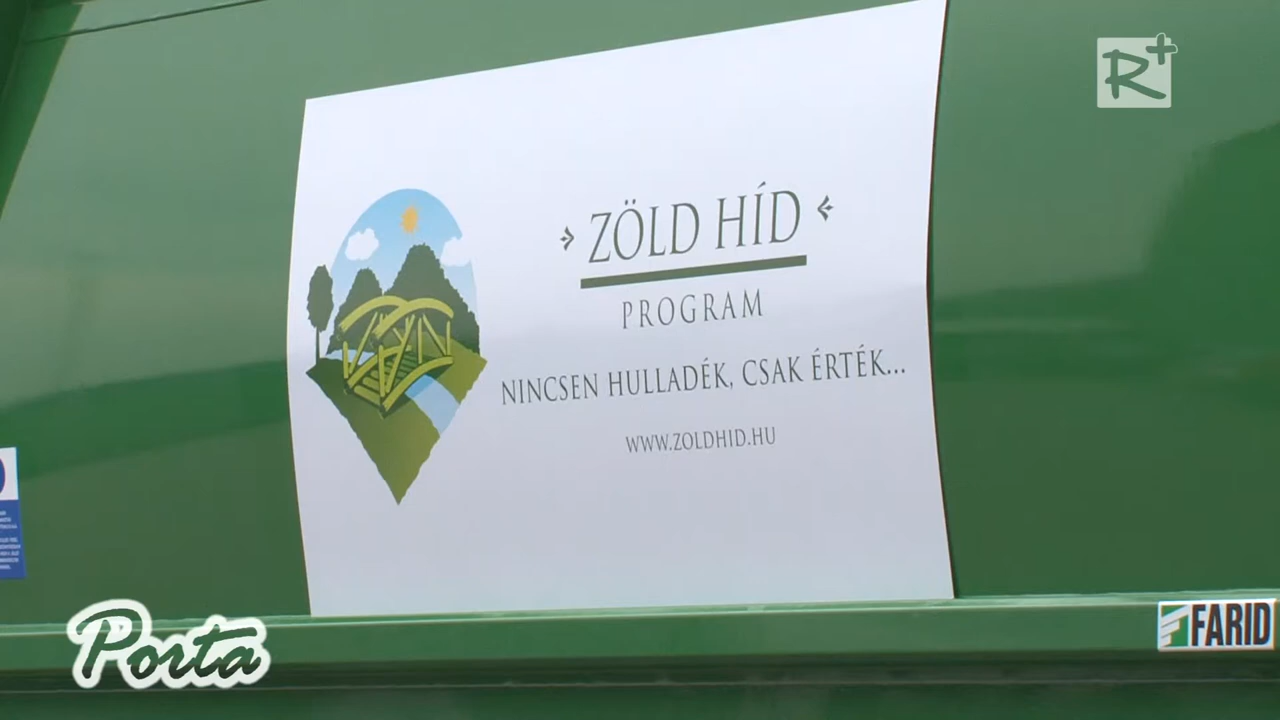 R+
ZÖLD HÍD
PROGRAM
NINCSEN HULLADÉK, CSAK ÉRTÉK...
WWW.ZOLDHID.HU
Porta
FARID